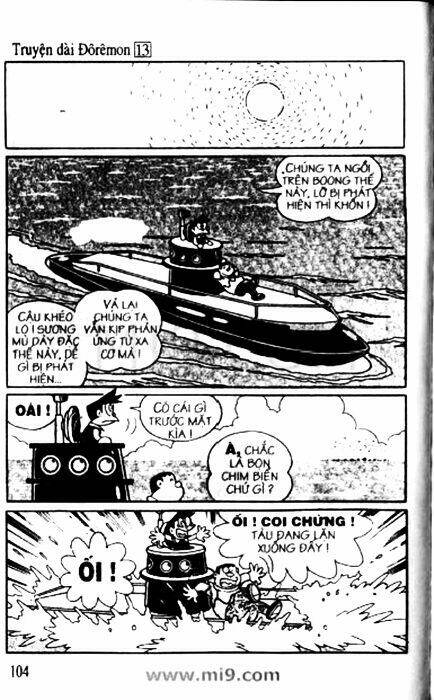 Truyện dài Đôrêmon 13
CHÚNG TA NGỒI
TRÊN BOONG THẾ
NÀY, LỠ BỊ PHÁT
HIỆN THÌ KHỐN !
VẢ LẠI
CHÚNG TA
VẪN KỊP PHẢN
ỨNG TỪ XA
CƠ MÀ !
CẬU KHÉO
LO ! SƯƠNG
MÙ DÀY ĐẶC
THẾ NÀY, DỄ
GÌ BỊ PHÁT
HIỆN...
OÁI !
CÓ CÁI GÌ
TRƯỚC MẶT
KÌA !
À, CHẮC
LÀ BỌN
CHIM BIỂN
CHỨ GÌ ?
ỐI ! COI CHỪNG !
TÀU ĐANG LẶN
XUỐNG ĐẤY !
ỐI !
104
www.mi9.com